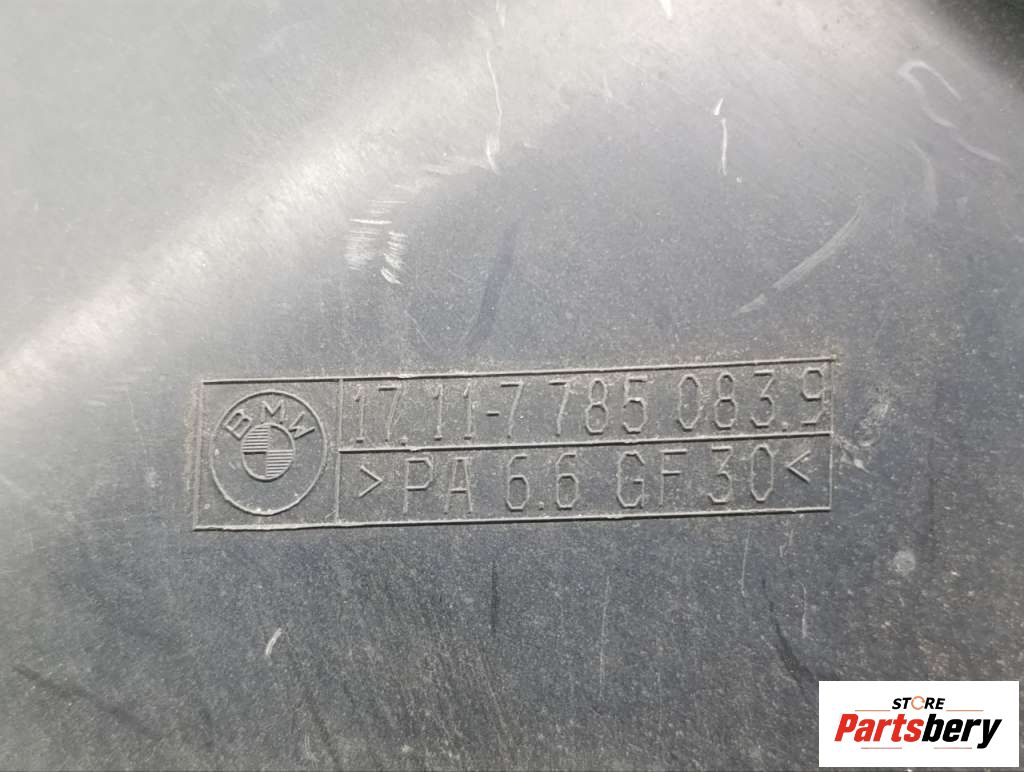 BMW
17.11-7 785 083.9
>PA 6.6 GF 30<
STORE
Partsbery